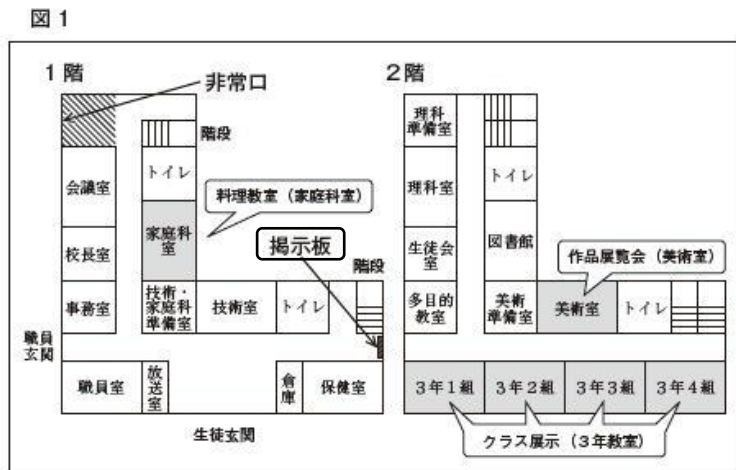 図1
1階
非常口
階段
会議室
トイレ
校長室
家庭科
室
料理教室（家庭科室）
掲示板
階段
事務室
技術・
家庭科
準備室
技術室
トイレ
職員
玄関
職員室
放
送
室
倉
庫
保健室
生徒玄関
2階
理科
準備室
理科室
トイレ
生徒会
室
図書館
作品展覧会（美術室）
多目的
教室
美術
準備室
美術室
トイレ
3年1組
3年2組
3年3組
3年4組
クラス展示（3年教室）